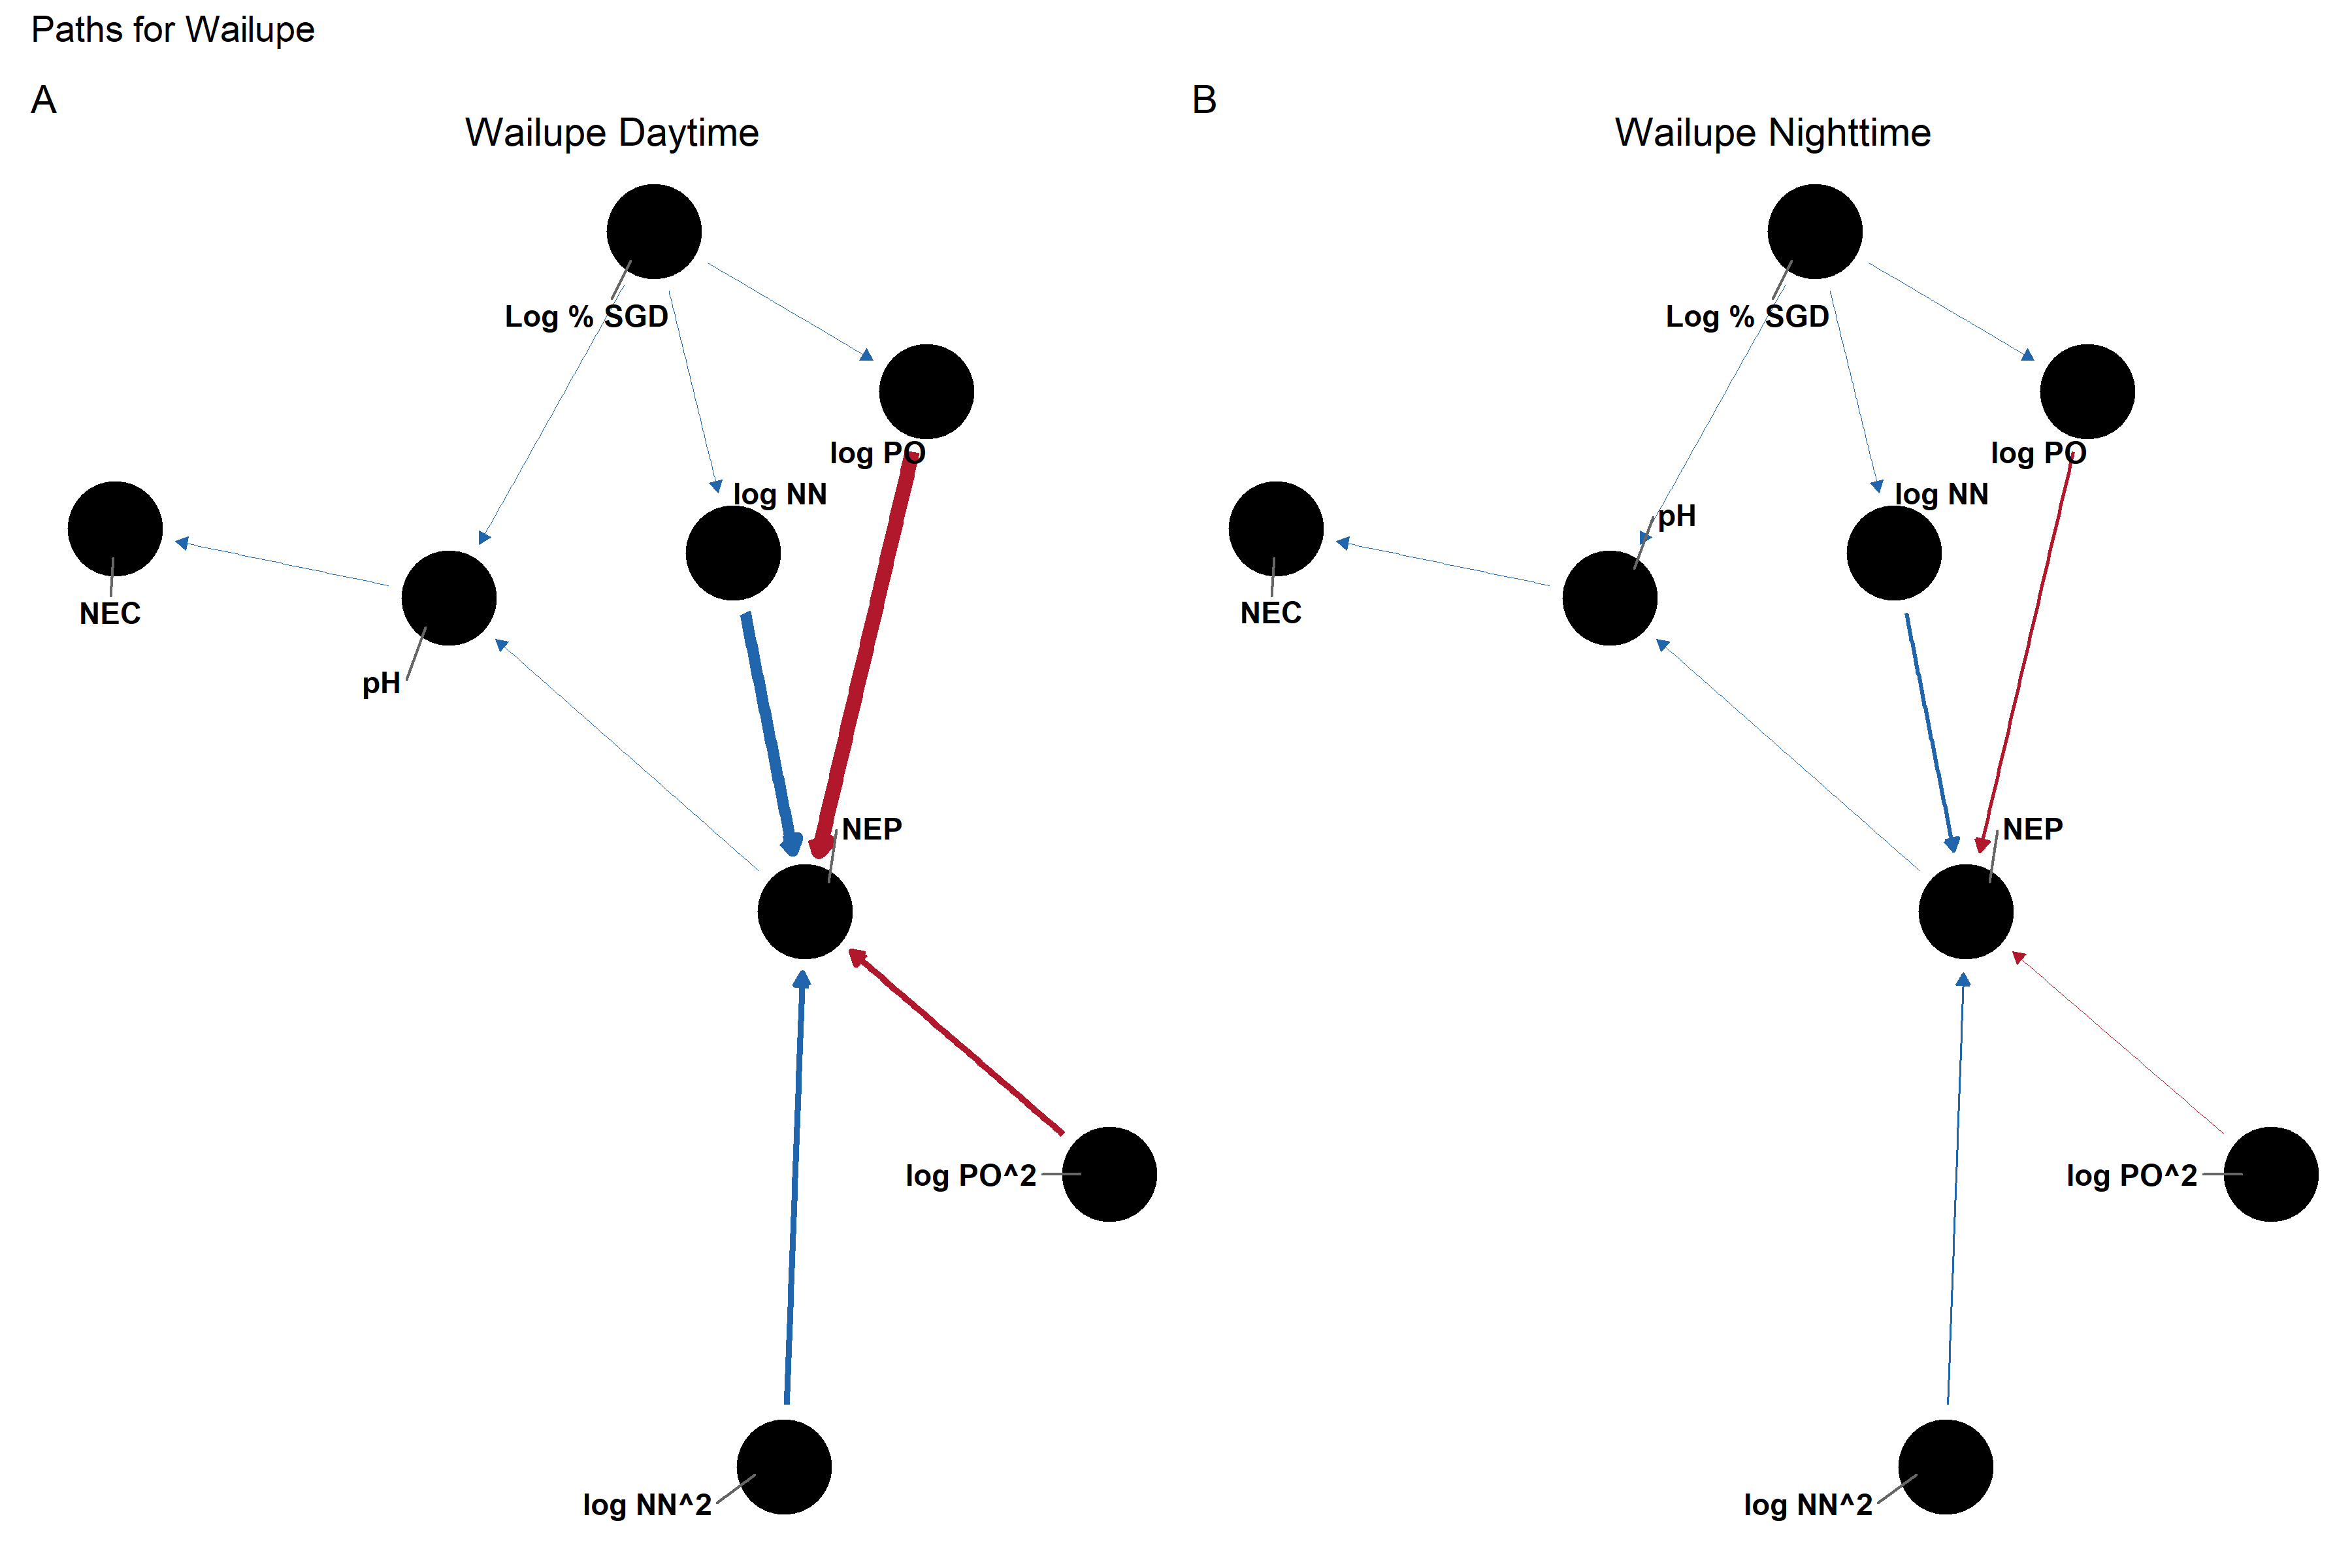 Paths for Wailupe
A
Wailupe Daytime
Log % SGD
log PO
log NN
NEC
pH
NEP
log PO^2
log NN^2
B
Wailupe Nighttime
Log % SGD
log PO
log NN
pH
NEC
NEP
log PO^2
log NN^2